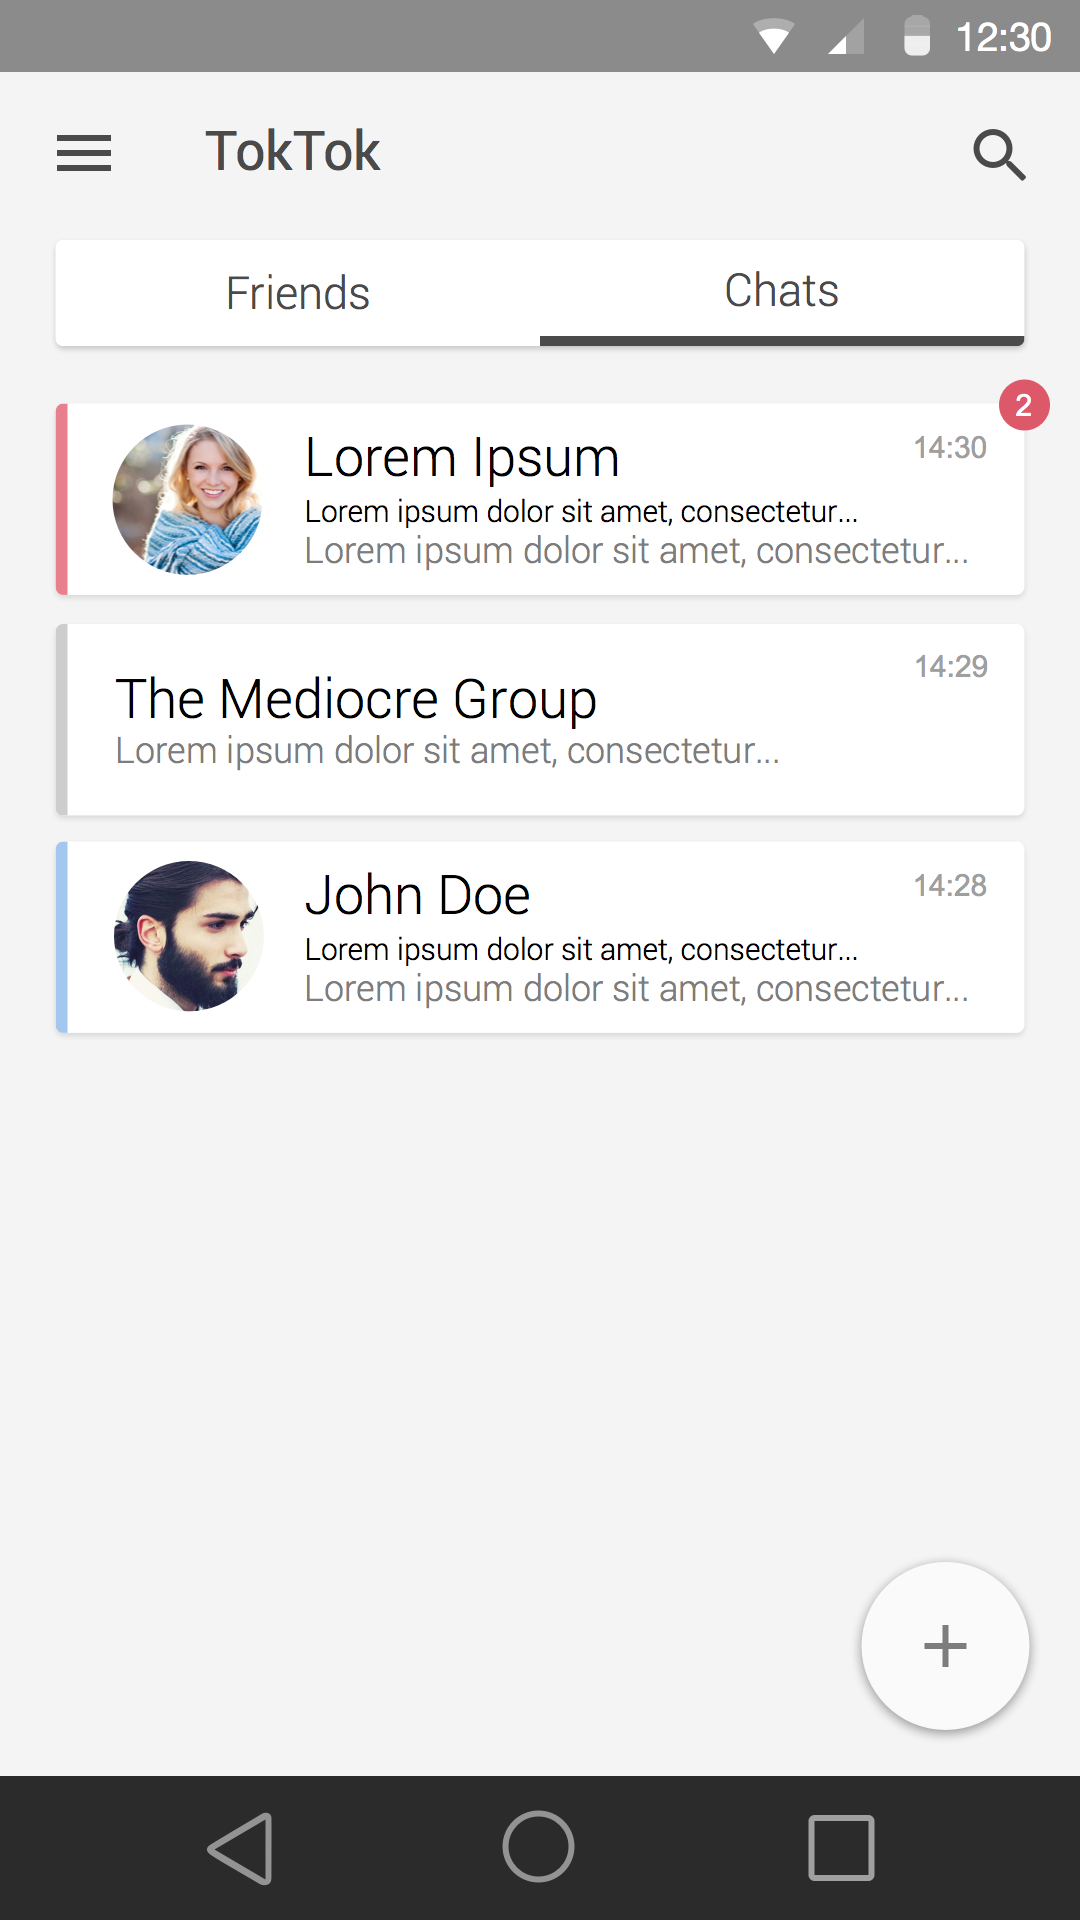 12:30
TokTok
Friends
Chats
2
Lorem Ipsum
14:30
Lorem ipsum dolor sit amet, consectetur...
Lorem ipsum dolor sit amet, consectetur...
14:29
The Mediocre Group
Lorem ipsum dolor sit amet, consectetur...
John Doe
14:28
Lorem ipsum dolor sit amet, consectetur...
Lorem ipsum dolor sit amet, consectetur...